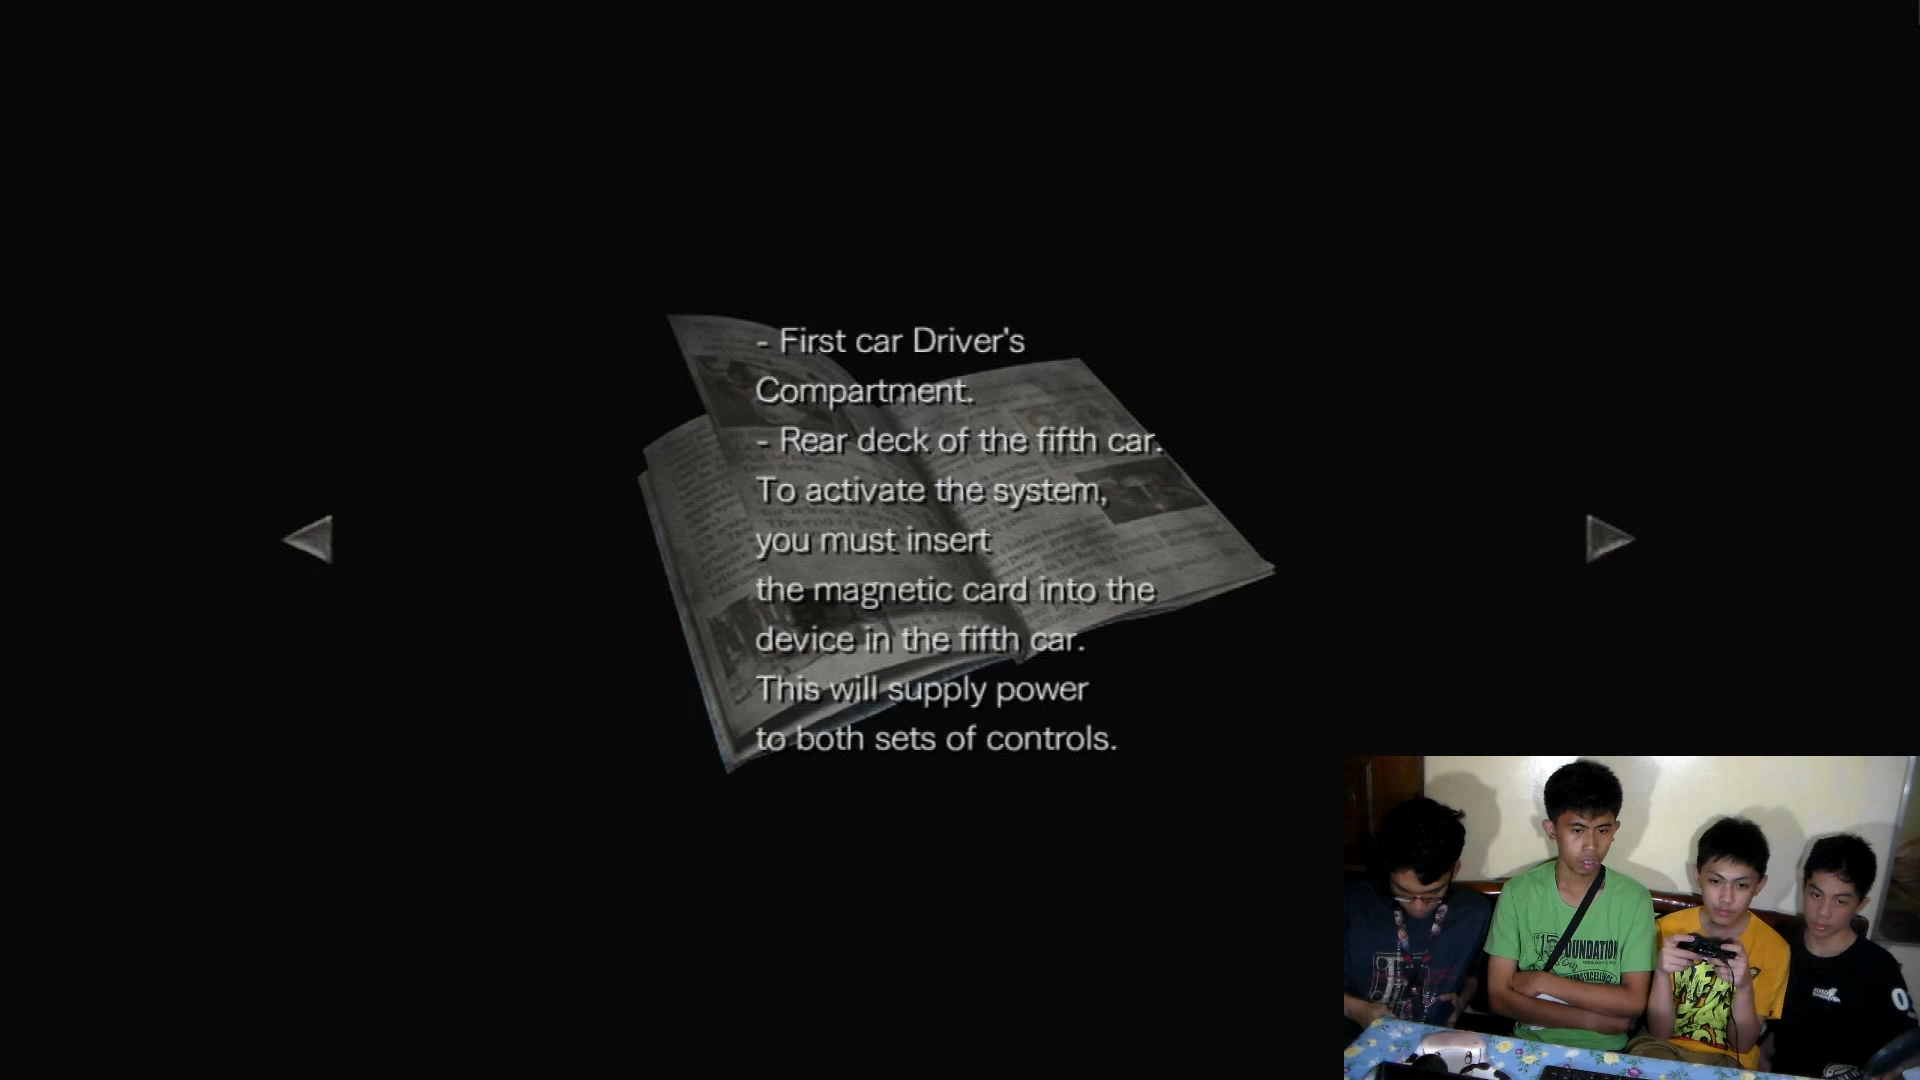 - First car Driver's
Compartment.
- Rear deck of the fifth car.
To activate the system,
you must insert
the magnetic card into the
device in the fifth car.
This will supply power
to both sets of controls.
FOUNDATION